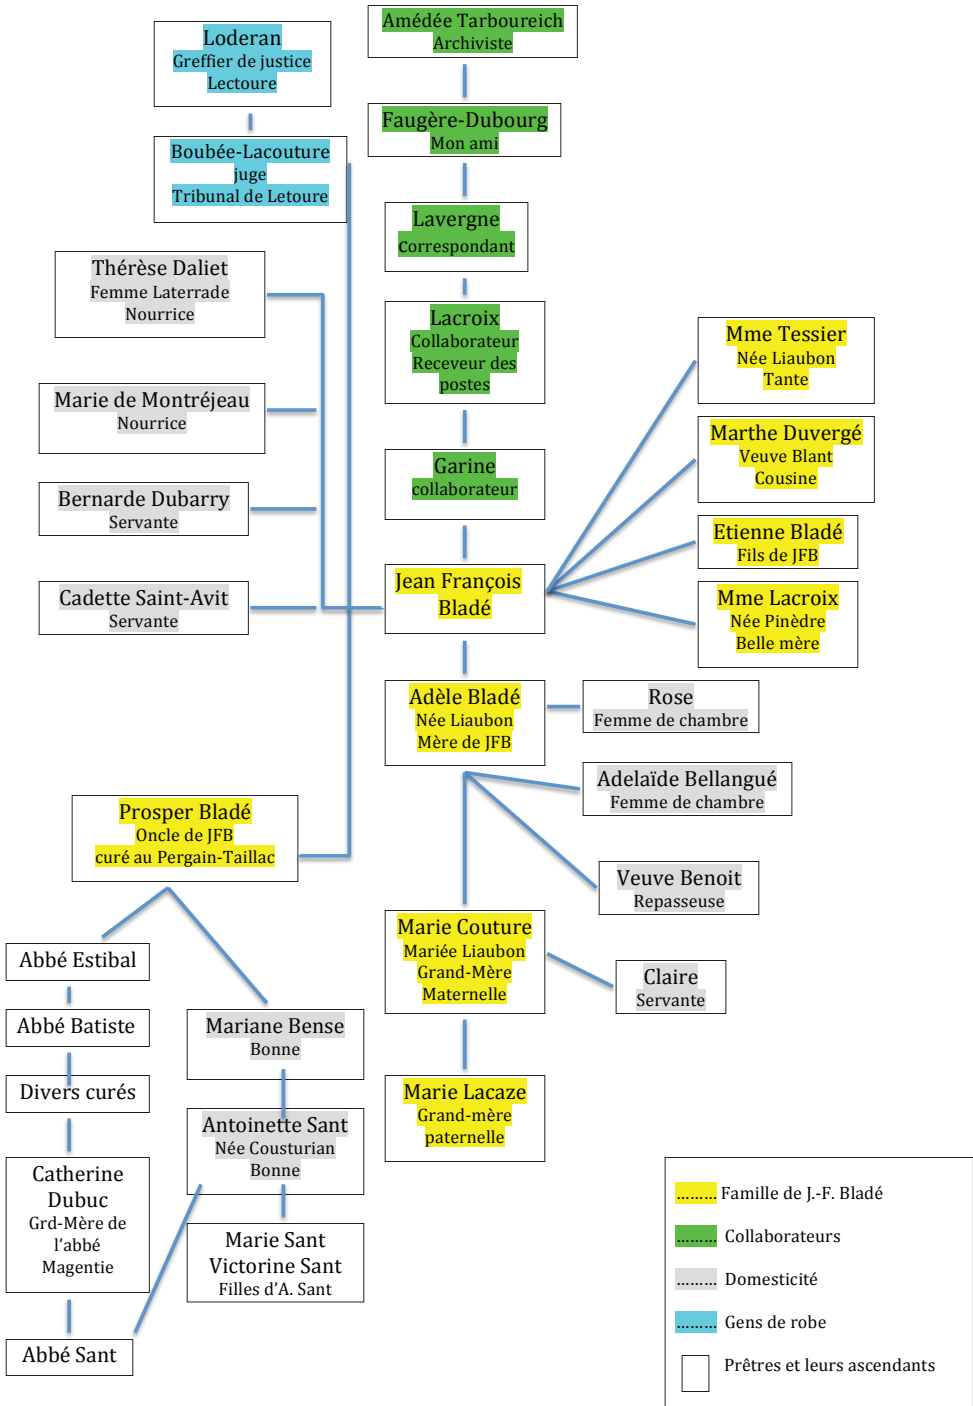 Amédée Tarboureich
Archiviste
Loderan
Greffier de justice
Lectoure
Faugère-Dubourg
Mon ami
Boubée-Lacouture
juge
Tribunal de Letoure
Lavergne
Correspondant
Thérèse Daliet
Femme Laterrade
Nourrice
Lacroix
Collaborateur
Receveur des
postes
Mme Tessier
Née Liaubon
Tante
Marie de Montréjeau
Nourrice
Marthe Duvergé
Veuve Blant
Cousine
Garine
collaborateur
Bernarde Dubarry
Servante
Etienne Bladé
Fils de JFB
Jean François
Bladé
Cadette Saint-Avit
Servante
Mme Lacroix
Née Pinèdre
Belle mère
Adèle Bladé
Née Liaubon
Mère de JFB
Rose
Femme de chambre
Adelaïde Bellangué
Femme de chambre
Prosper Bladé
Oncle de JFB
curé au Pergain-Taillac
Veuve Benoit
Repasseuse
Marie Couture
Mariée Liaubon
Grand-Mère
Maternelle
Abbé Estibal
Claire
Servante
Abbé Batiste
Mariane Bense
Bonne
Divers curés
Marie Lacaze
Grand-mère
paternelle
Antoinette Sant
Née Cousturian
Bonne
Catherine
Dubuc
Grd-Mère de
l'abbé
Magentie
Marie Sant
Victorine Sant
Filles d'A. Sant
Abbé Sant
......... Famille de J.-F. Bladé
......... Collaborateurs
......... Domesticité
......... Gens de robe
Prêtres et leurs ascendants